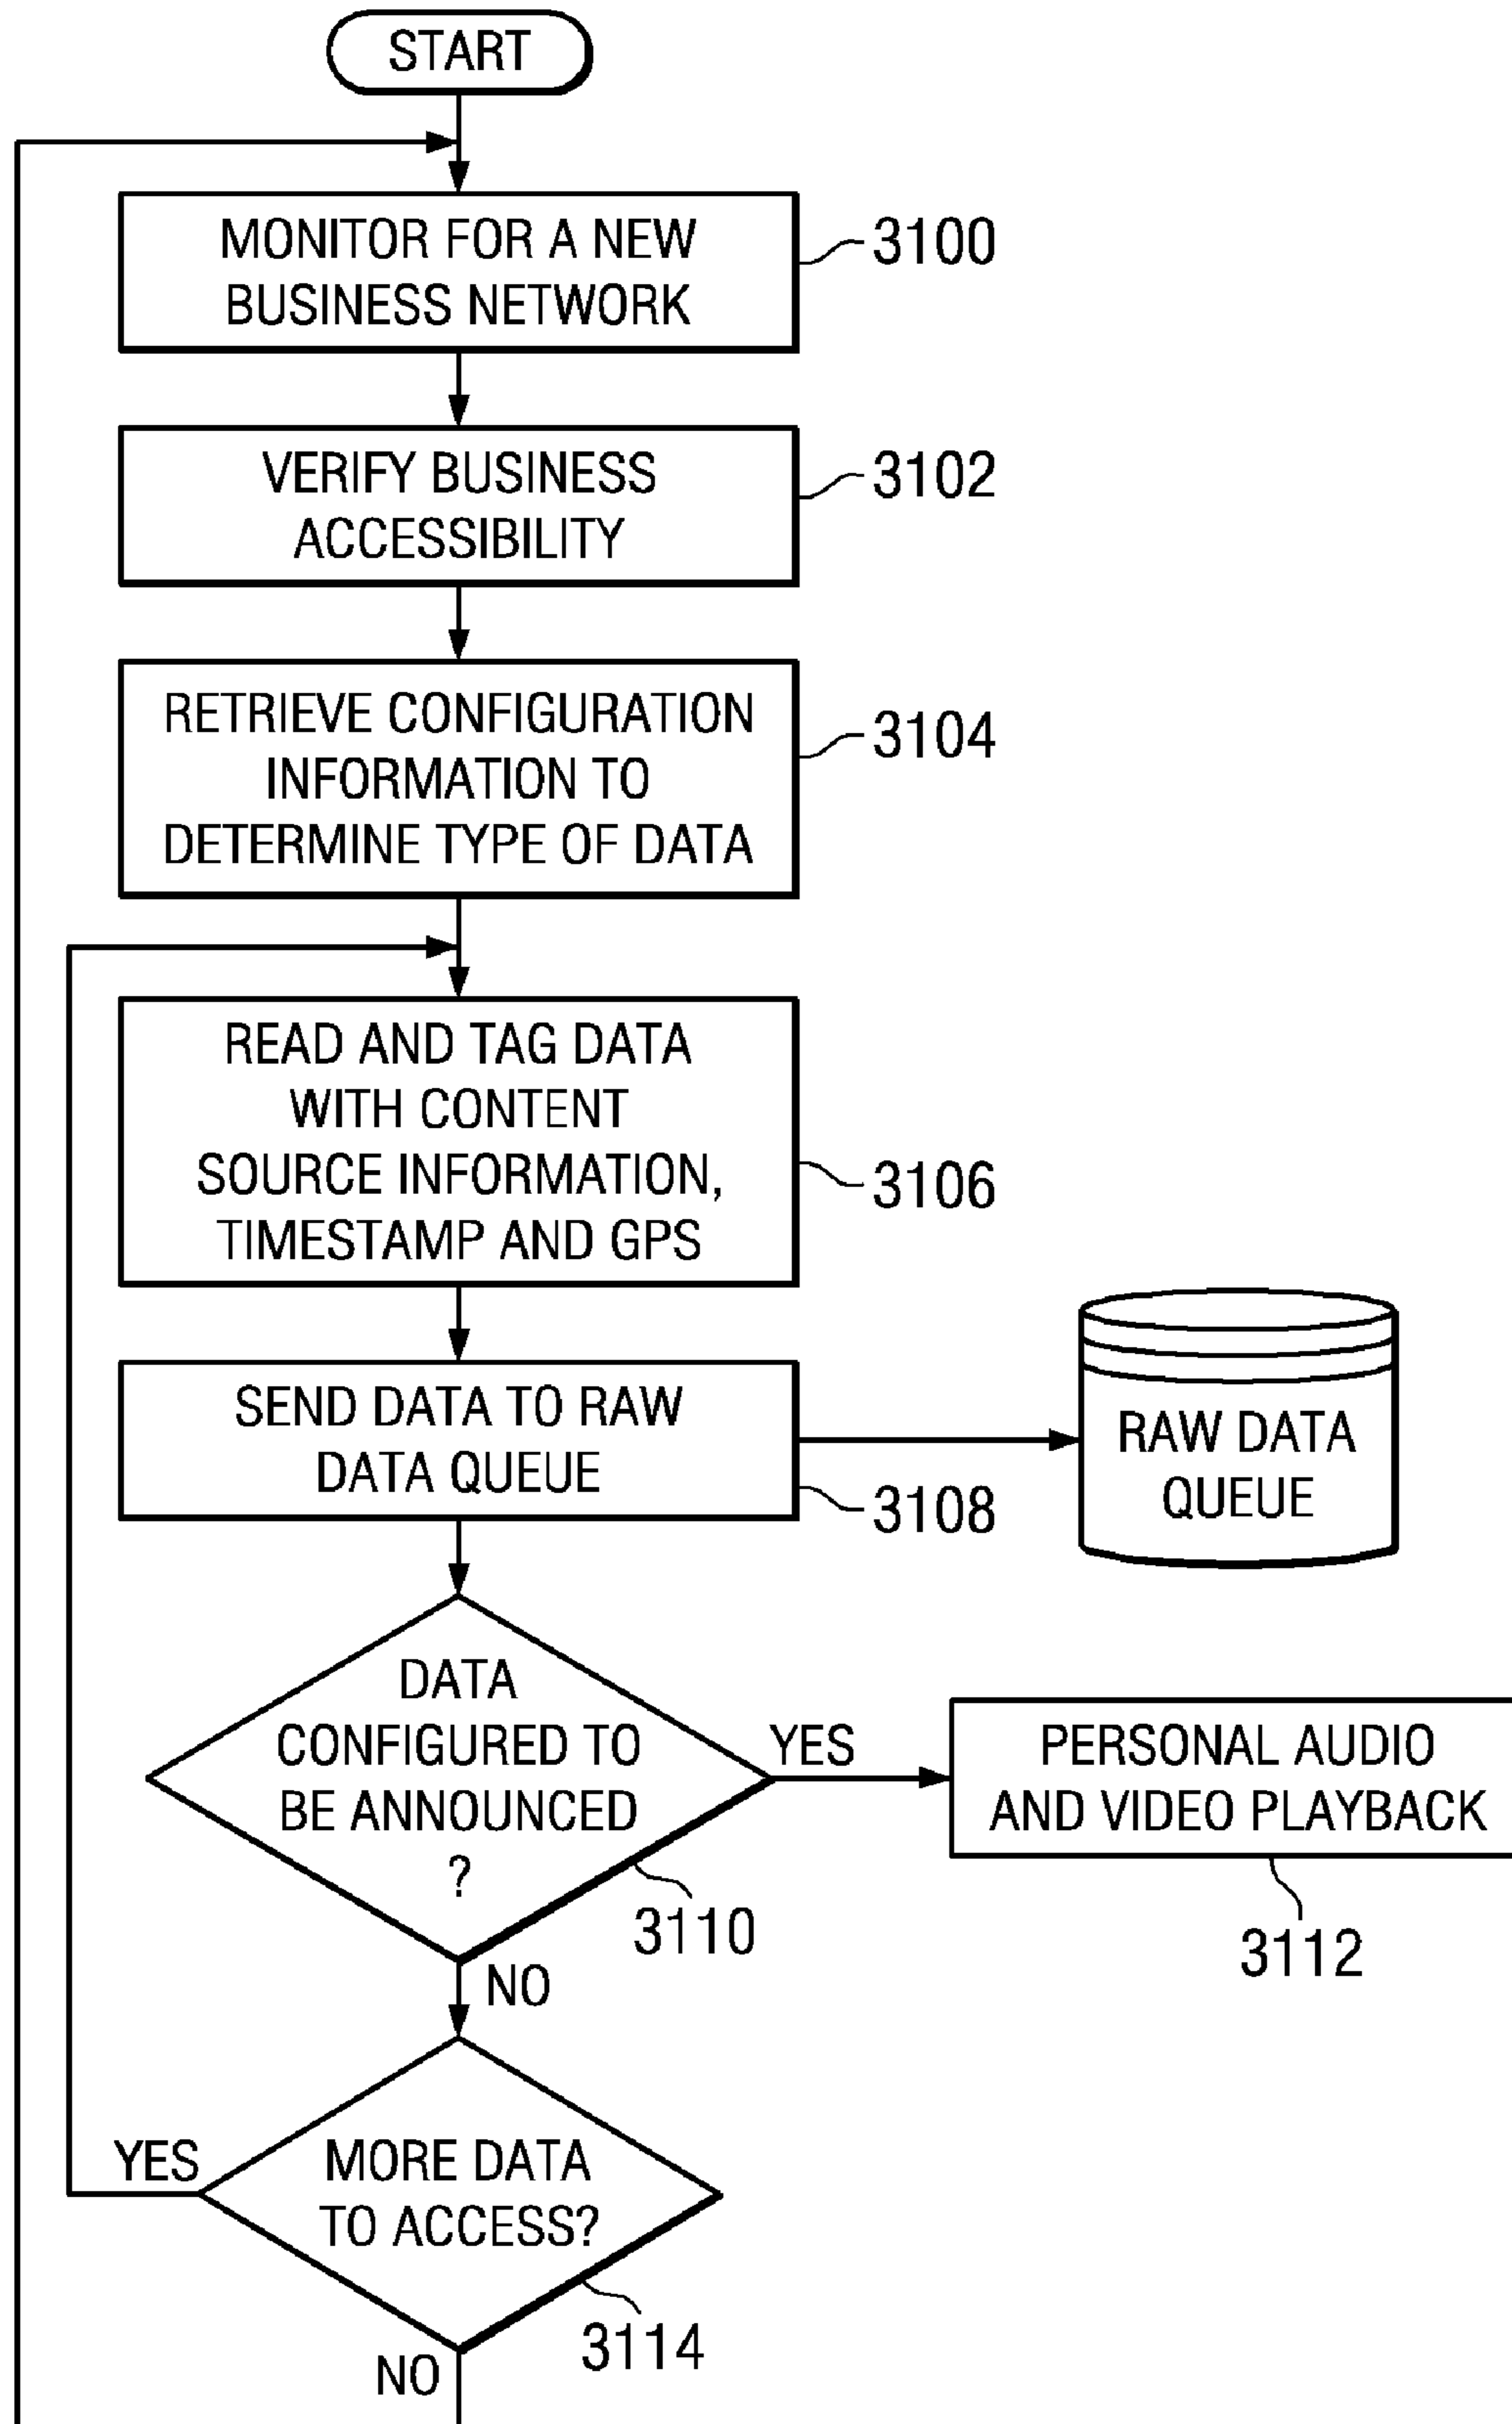 START
MONITOR FOR A NEW
BUSINESS NETWORK
3100
VERIFY BUSINESS
ACCESSIBILITY
3102
RETRIEVE CONFIGURATION
INFORMATION TO
DETERMINE TYPE OF DATA
3104
READ AND TAG DATA
WITH CONTENT
SOURCE INFORMATION,
TIMESTAMP AND GPS
3106
SEND DATA TO RAW
DATA QUEUE
3108
RAW DATA
QUEUE
DATA
CONFIGURED TO
BE ANNOUNCED
?
3110
YES
PERSONAL AUDIO
AND VIDEO PLAYBACK
3112
NO
MORE DATA
TO ACCESS?
YES
3114
NO